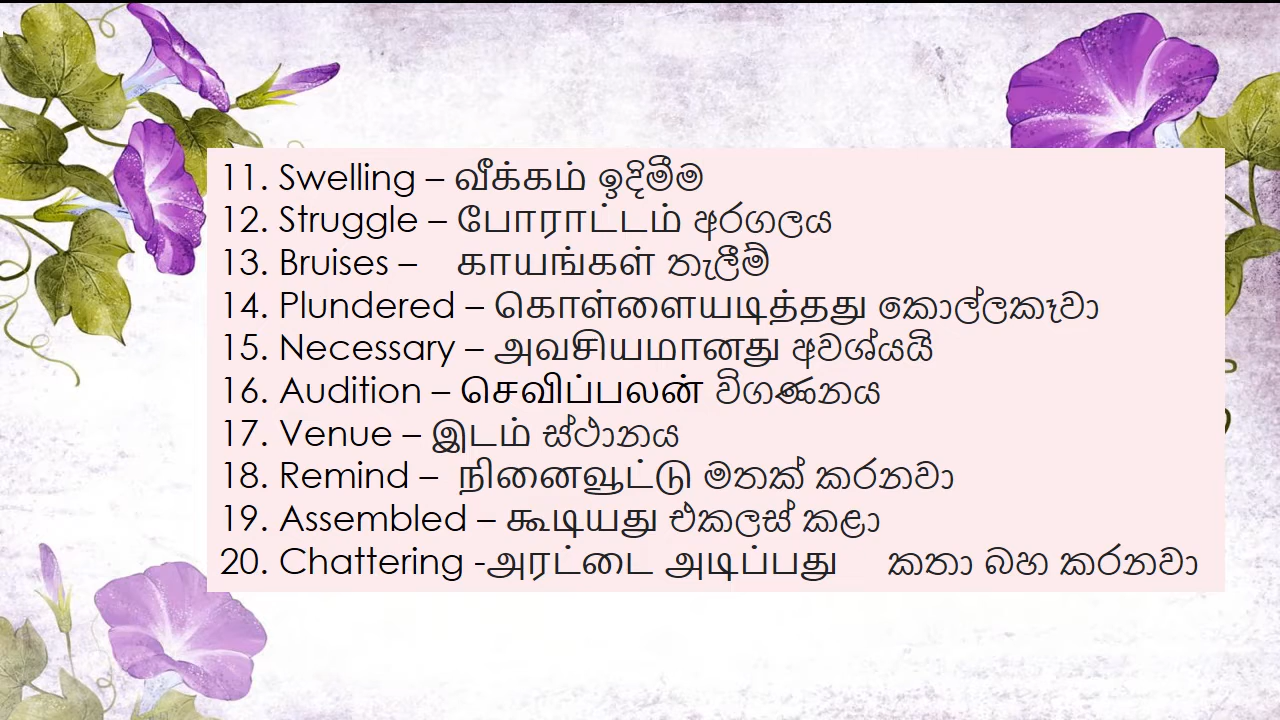 11. Swelling – வீக்கம் ඉදිමීම
12. Struggle – போராட்டம் අරගලය
13. Bruises – காயங்கள் තැලීම්
14. Plundered – கொள்ளையடித்தது කොල්ලකෑවා
15. Necessary – அவசியமானது අවශ්යයි
16. Audition – செவிப்பலன் විගණනය
17. Venue – இடம் ස්ථානය
18. Remind – நினைவூட்டு මතක් කරනවා
19. Assembled – கூடியது එකලස් කළා
20. Chattering -அரட்டை அடிப்பது කතා බහ කරනවා